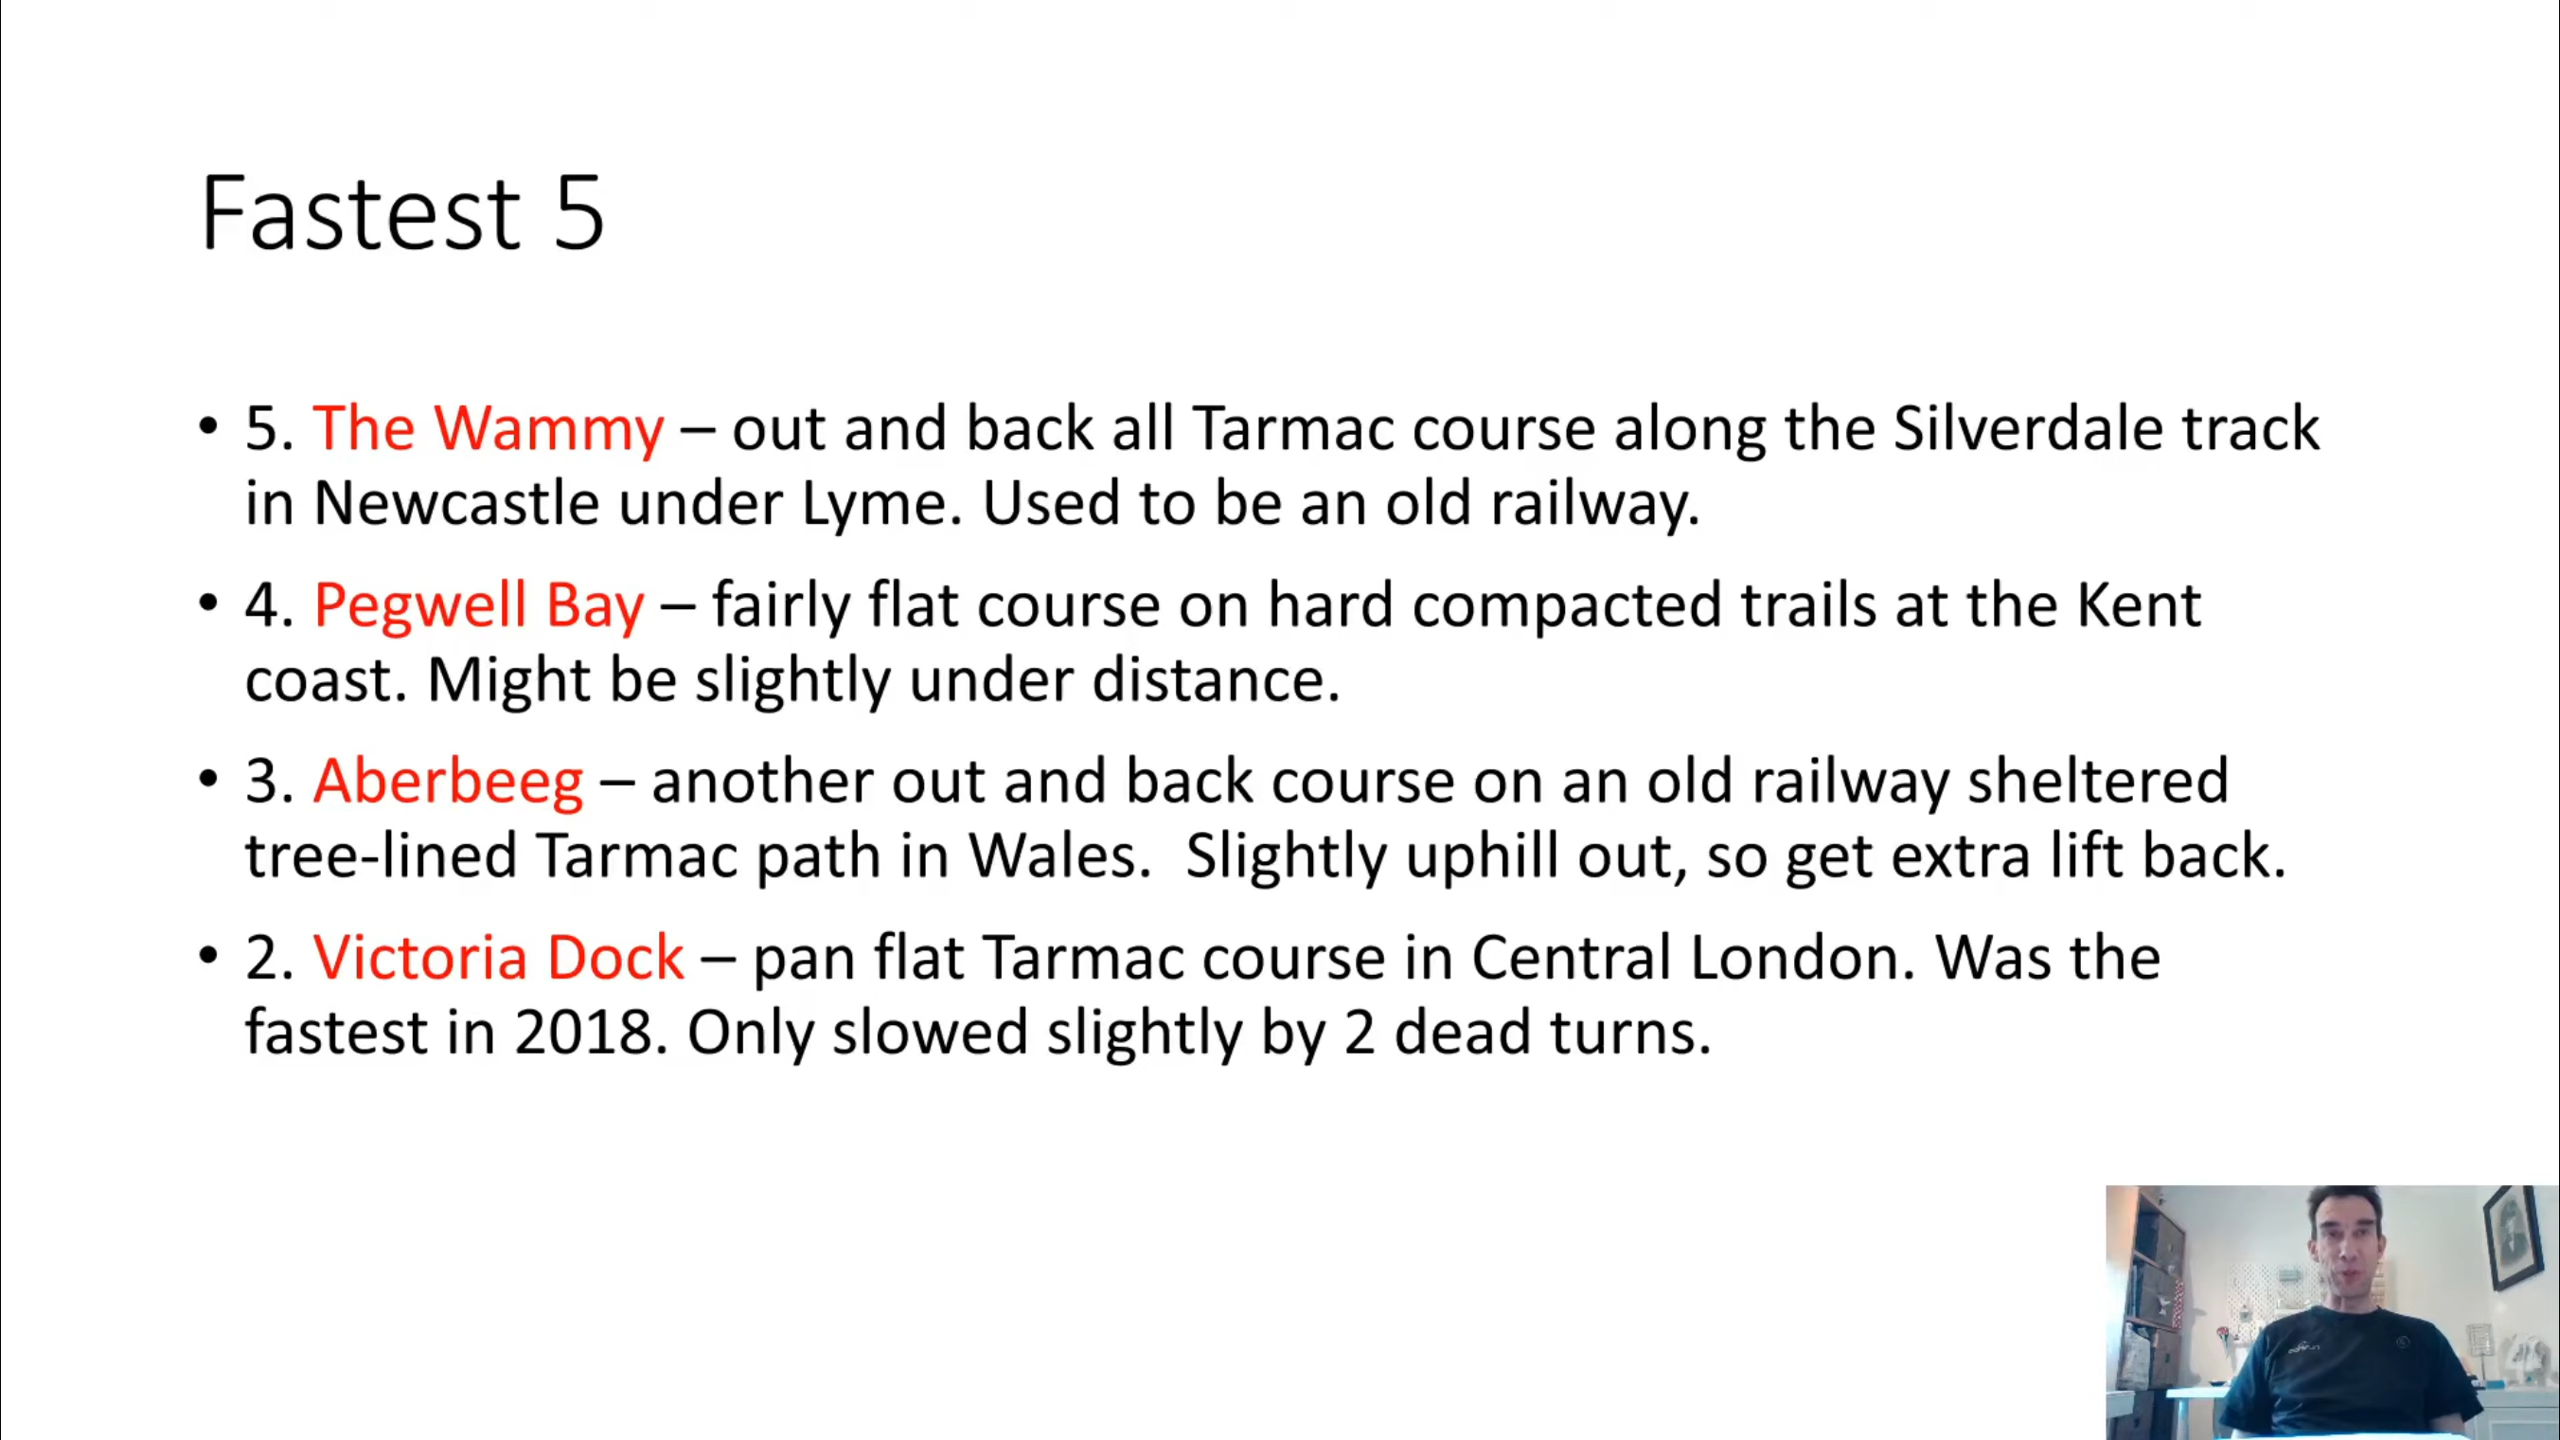 Fastest 5
• 5. The Wammy – out and back all Tarmac course along the Silverdale track
in Newcastle under Lyme. Used to be an old railway.
• 4. Pegwell Bay – fairly flat course on hard compacted trails at the Kent
coast. Might be slightly under distance.
• 3. Aberbeeg – another out and back course on an old railway sheltered
tree-lined Tarmac path in Wales.  Slightly uphill out, so get extra lift back.
• 2. Victoria Dock – pan flat Tarmac course in Central London. Was the
fastest in 2018. Only slowed slightly by 2 dead turns.